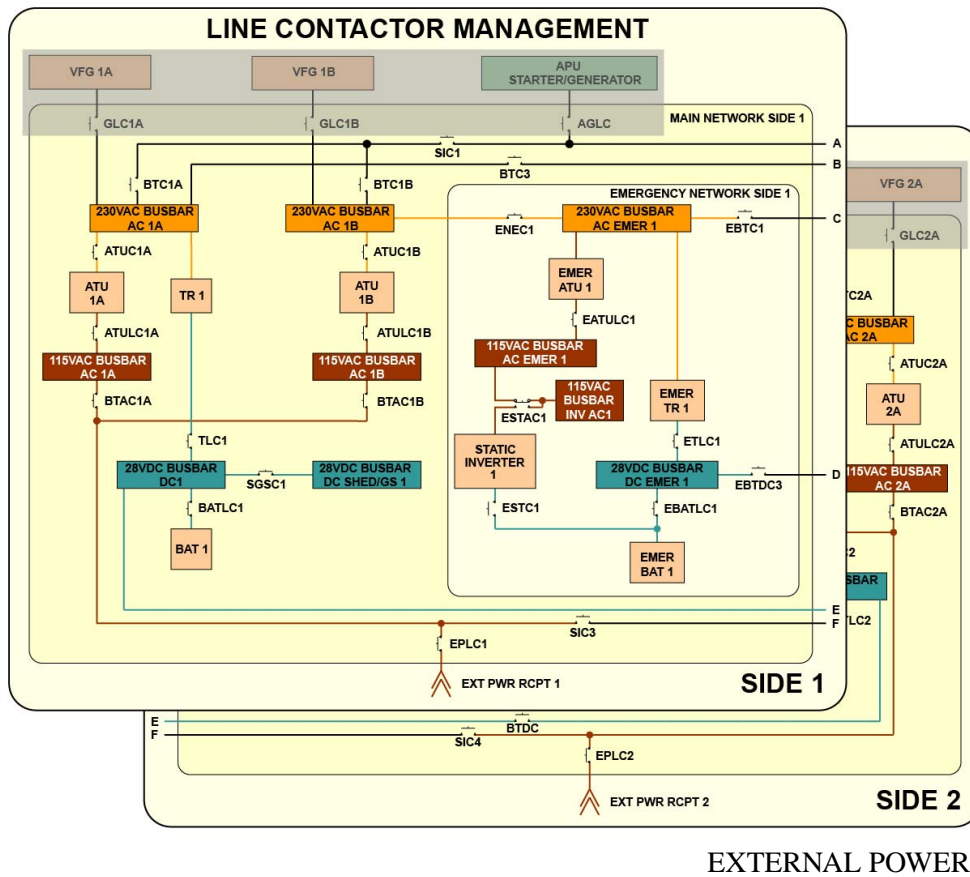 LINE CONTACTOR MANAGEMENT
VFG 1A
VFG 1B
APU
STARTER/GENERATOR
GLC1A
GLC1B
AGLC
MAIN NETWORK SIDE 1
SIC1
A
BTC3
B
BTC1A
BTC1B
EMERGENCY NETWORK SIDE 1
VFG 2A
230VAC BUSBAR
AC 1A
230VAC BUSBAR
AC 1B
ENEC1
230VAC BUSBAR
AC EMER 1
EBTC1
C
GLC2A
ATUC1A
ATUC1B
ATU
1A
TR 1
ATU
1B
EMER
ATU 1
TC2A
C BUSBAR
AC 2A
ATULC1A
ATULC1B
EATULC1
115VAC BUSBAR
AC 1A
115VAC BUSBAR
AC 1B
115VAC BUSBAR
AC EMER 1
ATUC2A
BTAC1A
BTAC1B
ESTAC1
115VAC
BUSBAR
INV AC1
EMER
TR 1
ATU
2A
TLC1
STATIC
INVERTER
1
ETLC1
ATULC2A
28VDC BUSBAR
DC1
SGSC1
28VDC BUSBAR
DC SHED/GS 1
28VDC BUSBAR
DC EMER 1
EBTDC3
D
115VAC BUSBAR
AC 2A
BATLC1
ESTC1
EBATLC1
BTAC2A
BAT 1
EMER
BAT 1
C2
SBAR
E
F
TLC2
SIC3
EPLC1
EXT PWR RCPT 1
SIDE 1
E
F
BTDC
SIC4
EPLC2
EXT PWR RCPT 2
SIDE 2
EXTERNAL POWER